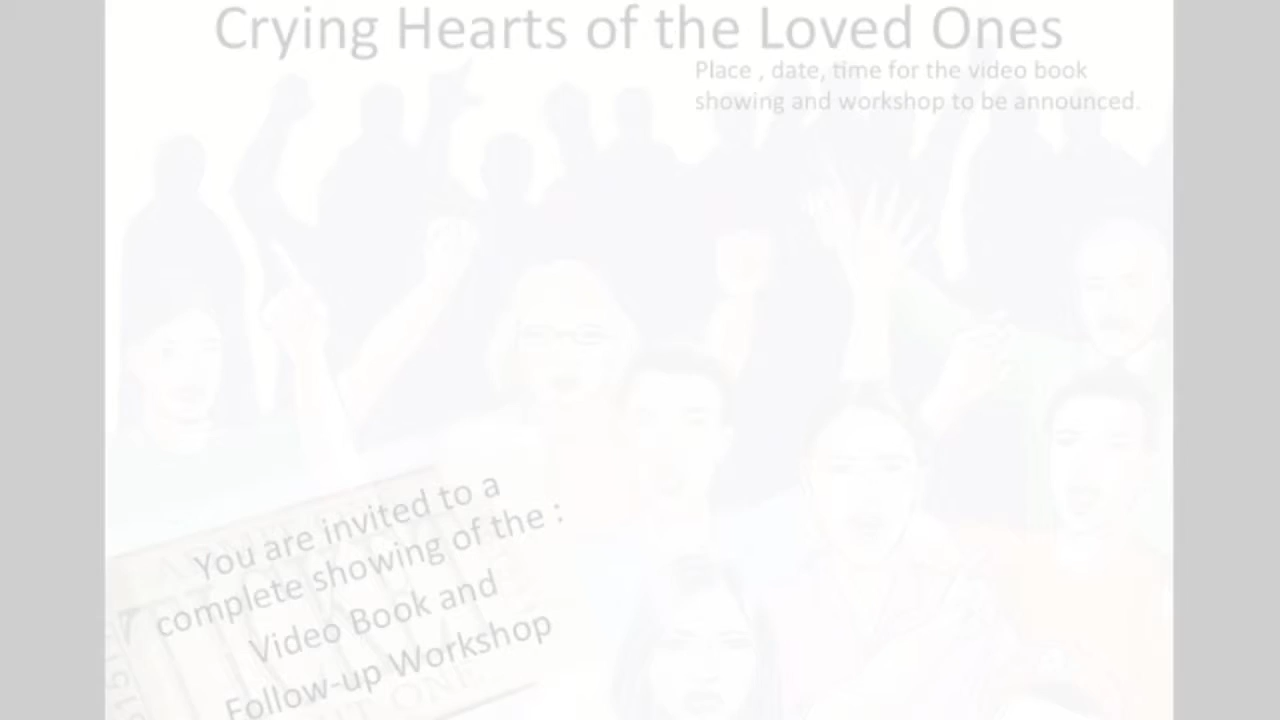 Crying Hearts of the Loved Ones
Place , date, time for the video book
showing and workshop to be announced.
You are invited to a
complete showing of the :
Video Book and
Follow-up Workshop